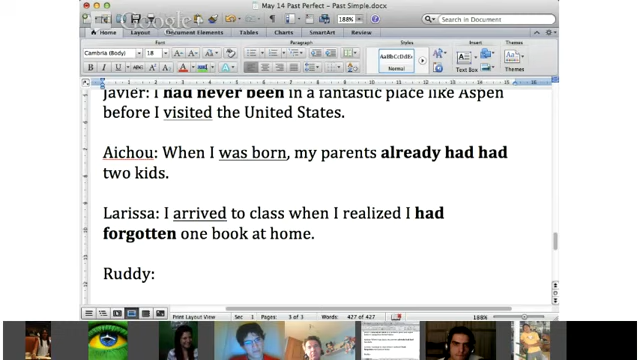 May 14 Past Perfect – Past Simple.docx
188%
Search in Document
Home Layout Document Elements Tables Charts SmartArt Review
Font Paragraph Styles Insert Themes
Cambria (Body) 18
Normal Text Box Shape Picture Themes
Javier: I had never been in a fantastic place like Aspen
before I visited the United States.
Aichou: When I was born, my parents already had had
two kids.
Larissa: I arrived to class when I realized I had
forgotten one book at home.
Ruddy:
Print Layout View Sec 3 Pages: 3 of 3 Words: 427 of 427 188%